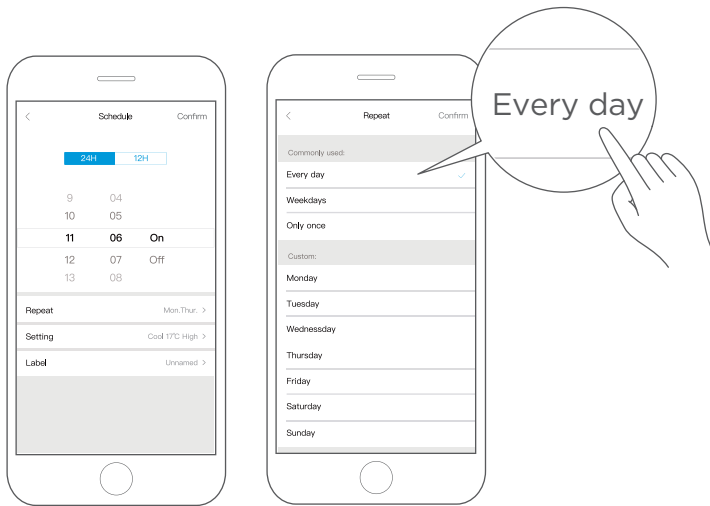 < Schedule Confirm
24H 12H
9 04
10 05
11 06 On
12 07 Off
13 08
Repeat Mon.Thur. >
Setting Cool 17°C High >
Label Unnamed >
< Repeat Confirm
Commonly used:
Every day
Weekdays
Only once
Custom:
Monday
Tuesday
Wednessday
Thursday
Friday
Saturday
Sunday
Every day